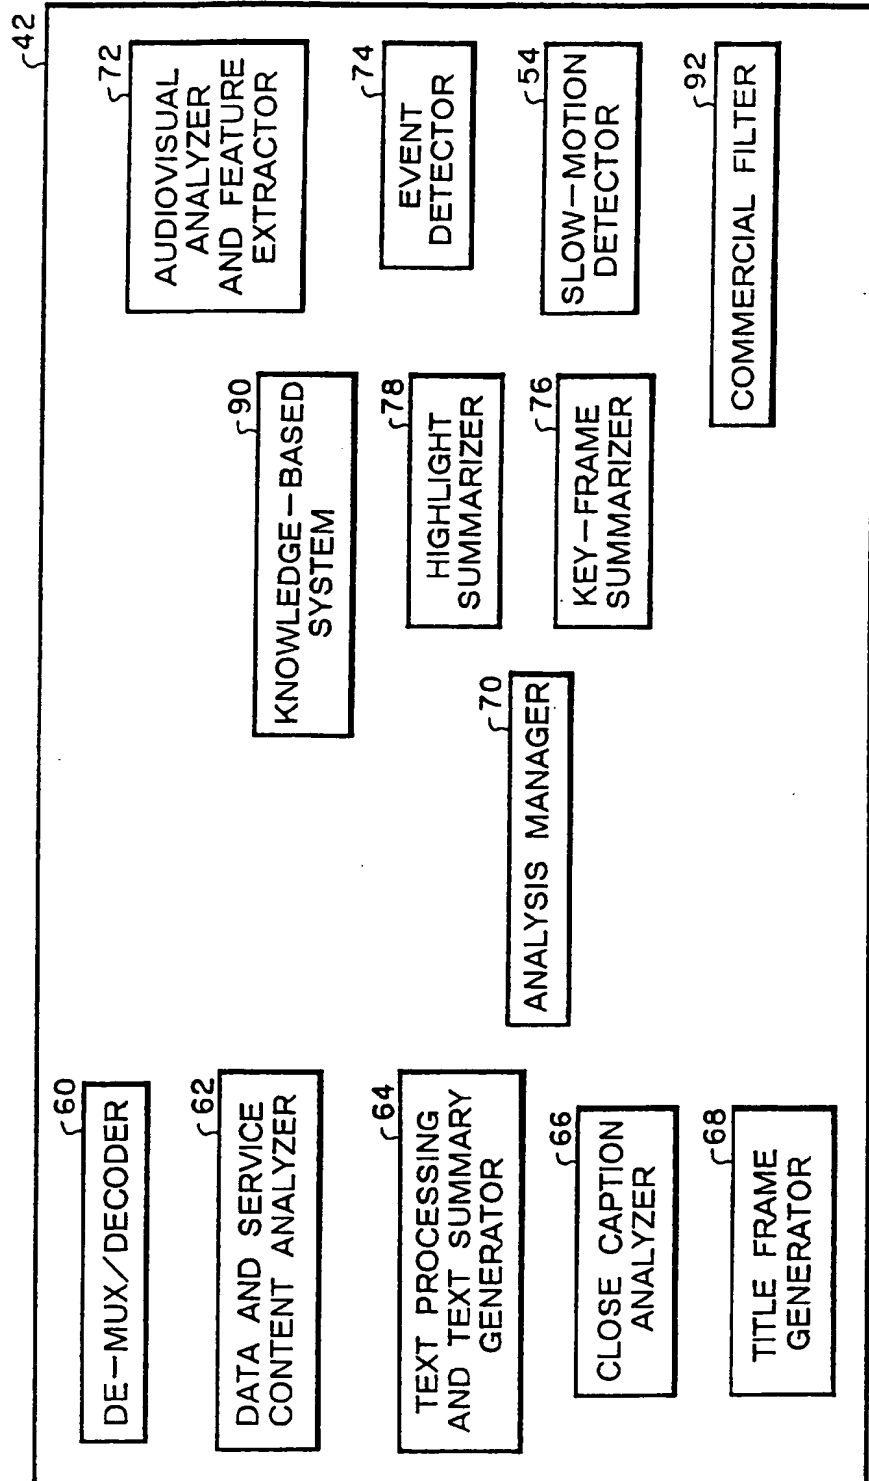 42
60
DE-MUX/DECODER
62
DATA AND SERVICE
CONTENT ANALYZER
64
TEXT PROCESSING
AND TEXT SUMMARY
GENERATOR
66
CLOSE CAPTION
ANALYZER
68
TITLE FRAME
GENERATOR
70
ANALYSIS MANAGER
90
KNOWLEDGE-BASED
SYSTEM
78
HIGHLIGHT
SUMMARIZER
76
KEY-FRAME
SUMMARIZER
72
AUDIOVISUAL
ANALYZER
AND FEATURE
EXTRACTOR
74
EVENT
DETECTOR
54
SLOW-MOTION
DETECTOR
92
COMMERCIAL FILTER